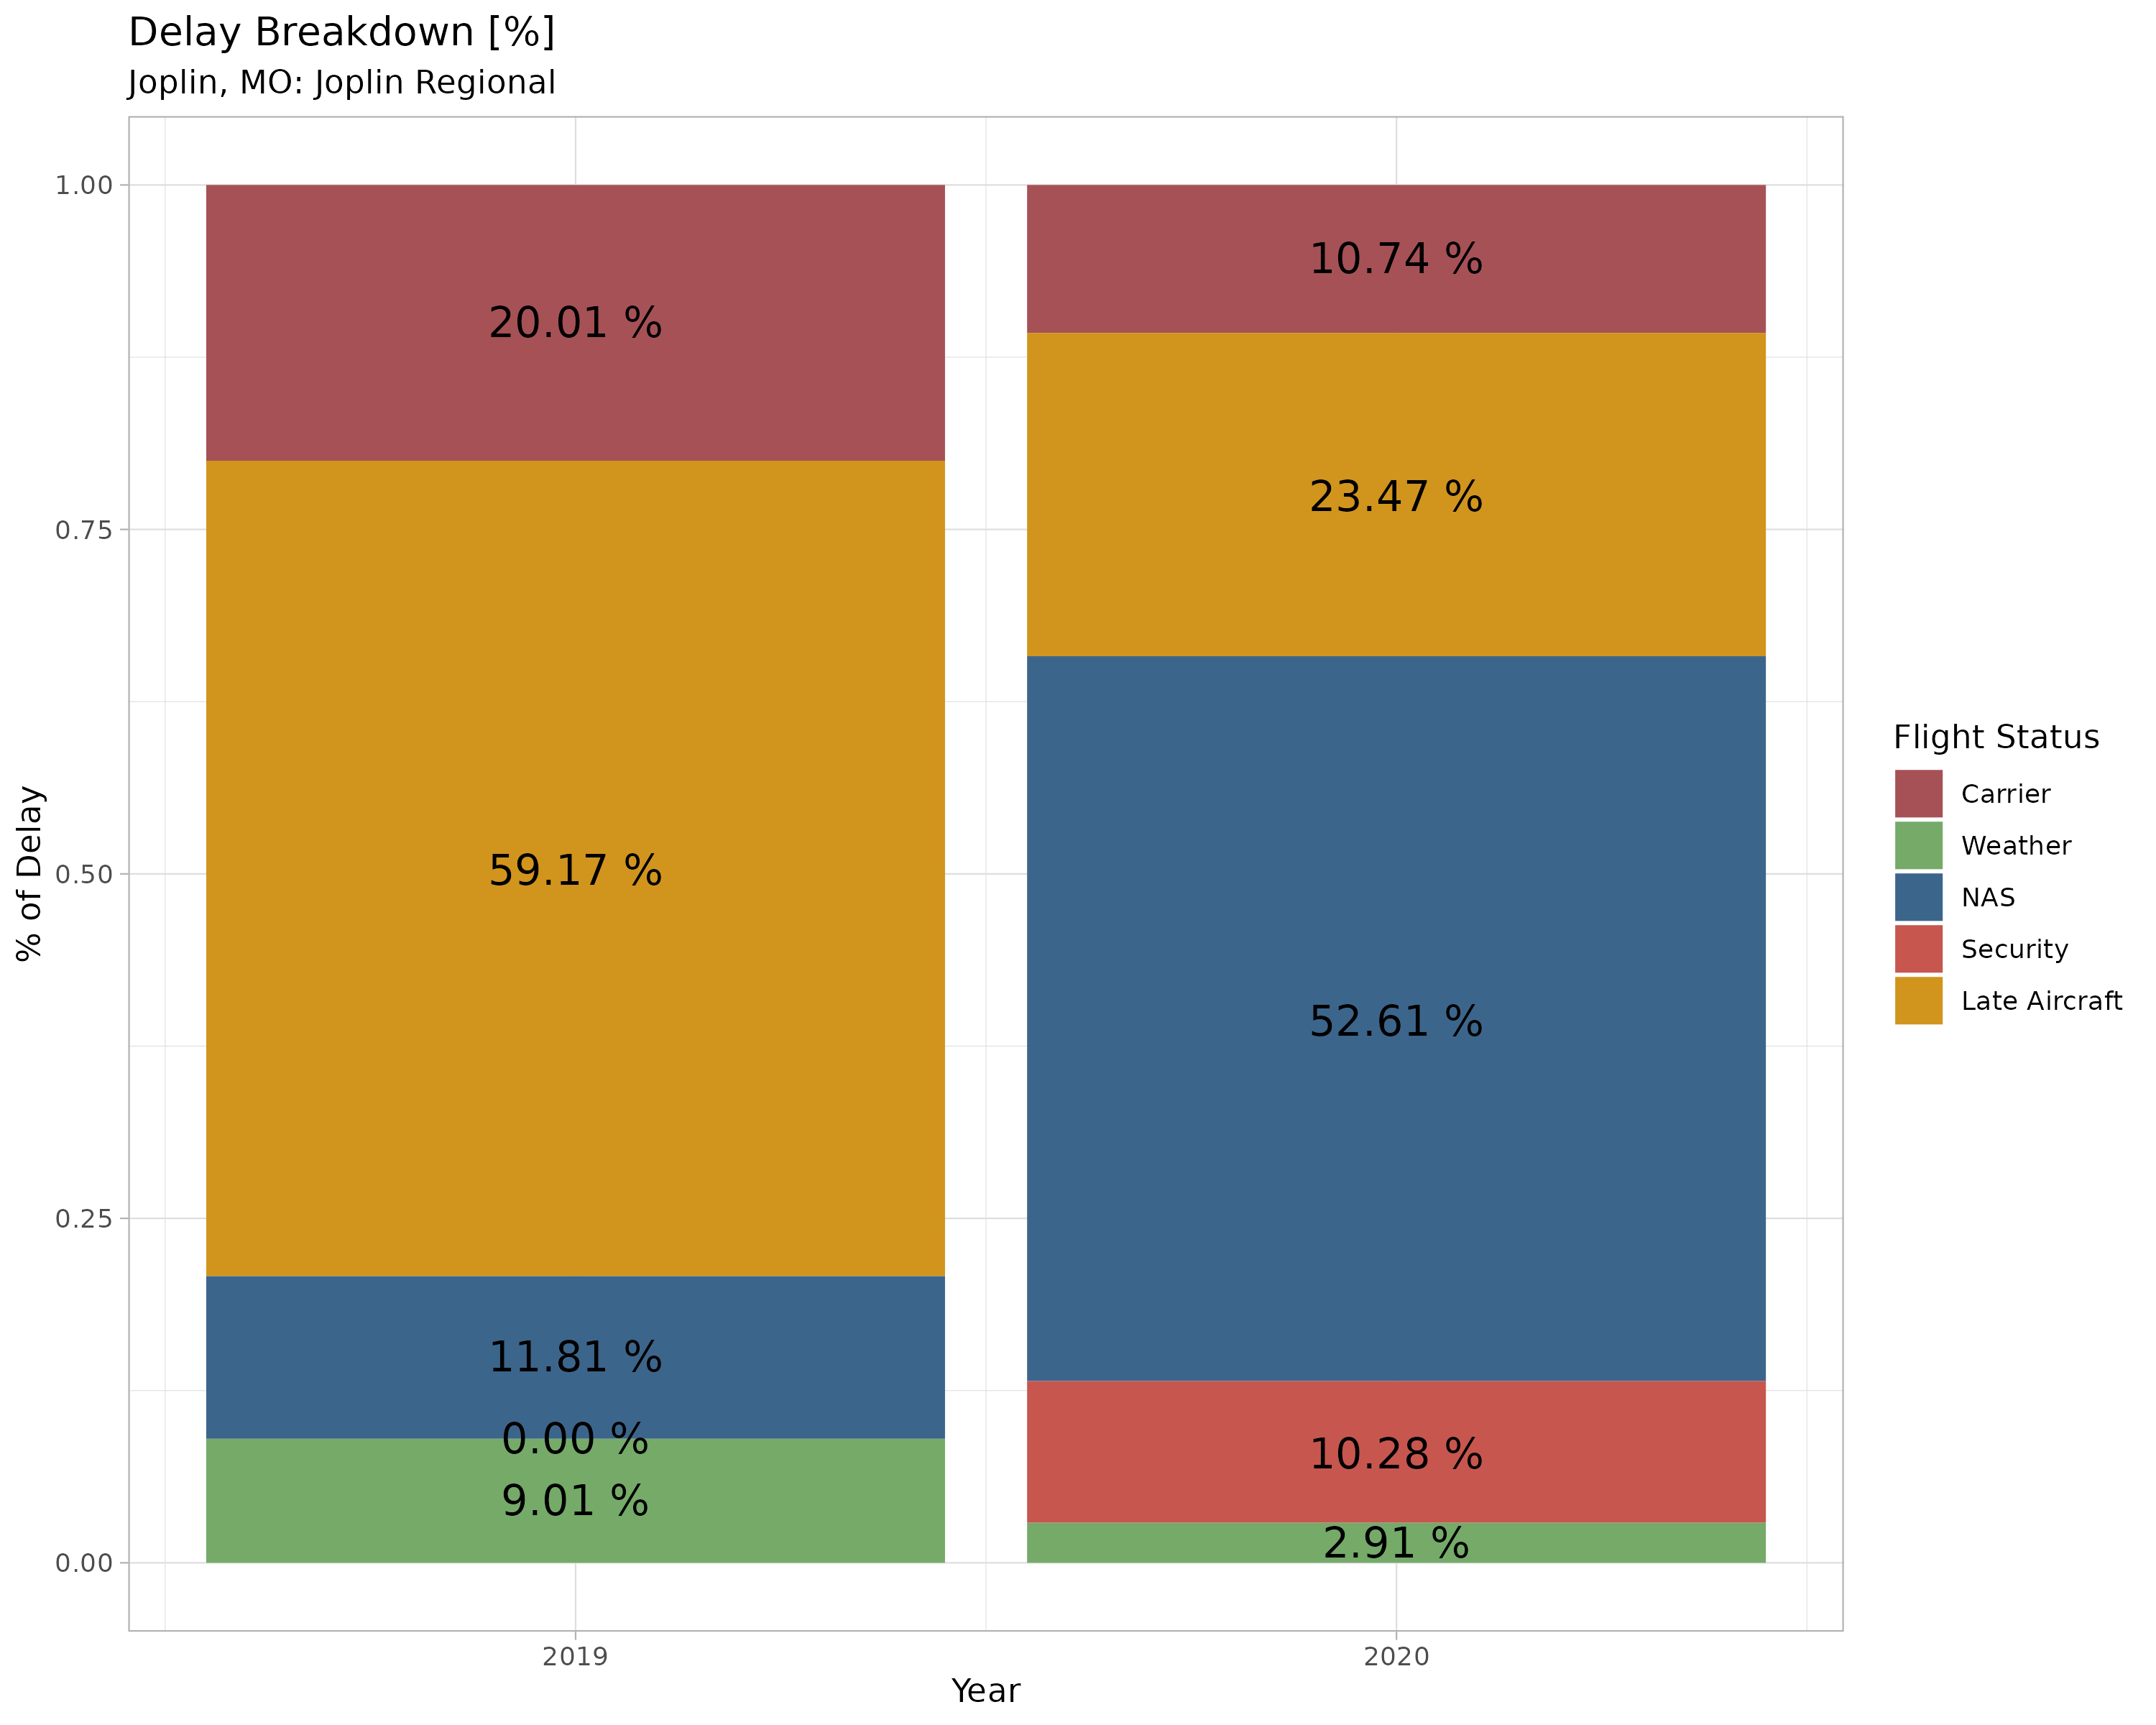 Delay Breakdown [%]
Joplin, MO: Joplin Regional
% of Delay
1.00
0.75
0.50
0.25
0.00
20.01 %
59.17 %
11.81 %
0.00 %
9.01 %
10.74 %
23.47 %
52.61 %
10.28 %
2.91 %
2019
2020
Year
Flight Status
Carrier
Weather
NAS
Security
Late Aircraft